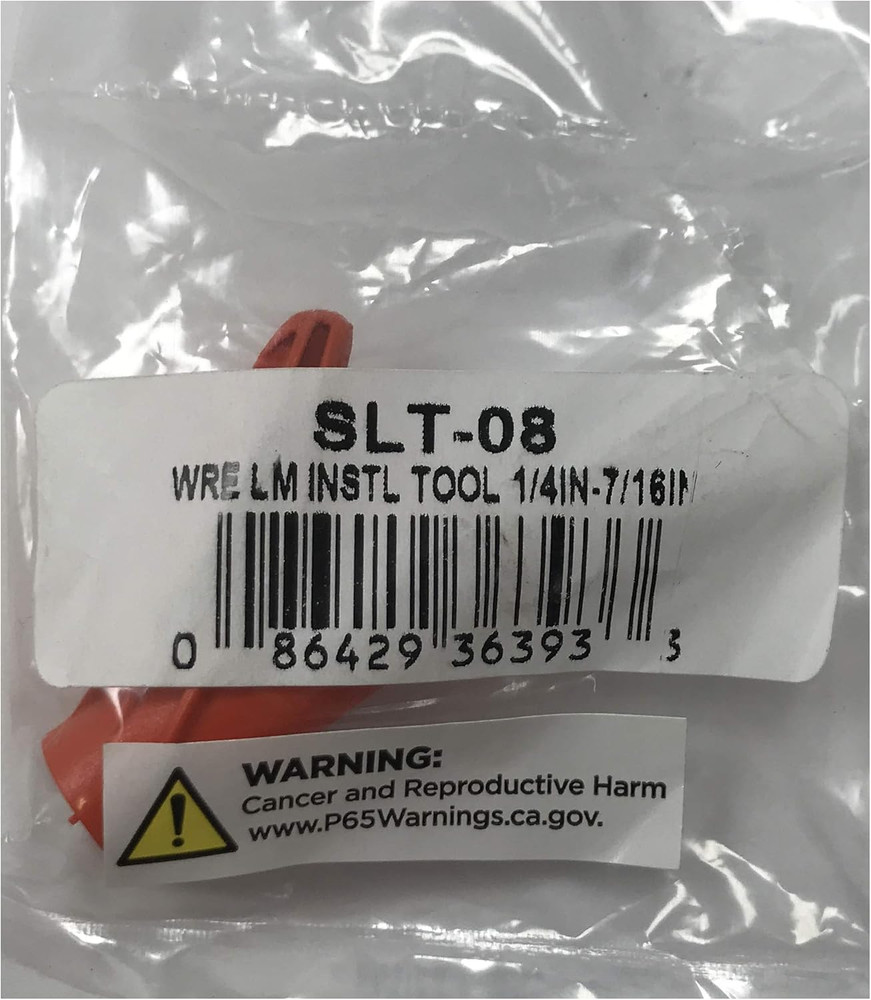 SLT-08
WRE LM INSTL TOOL 1/4IN-7/16IN
0 86429 36393 3
WARNING:
Cancer and Reproductive Harm
www.P65Warnings.ca.gov.